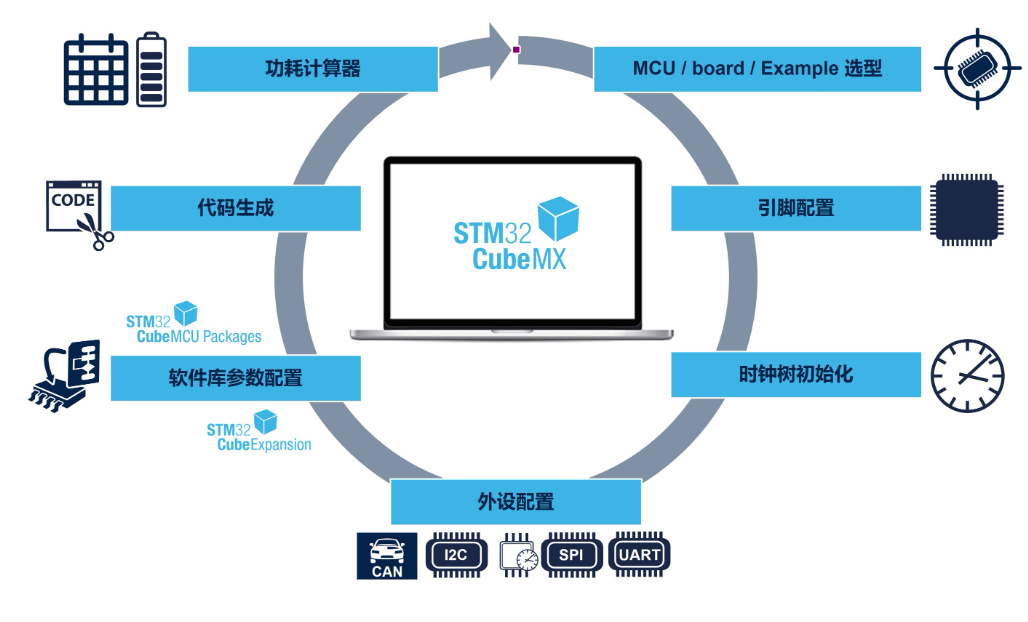 功耗计算器
MCU / board / Example 选型
CODE
代码生成
引脚配置
STM32
CubeMX
STM32
CubeMCU Packages
软件库参数配置
时钟树初始化
STM32
CubeExpansion
外设配置
CAN
I2C
SPI
UART